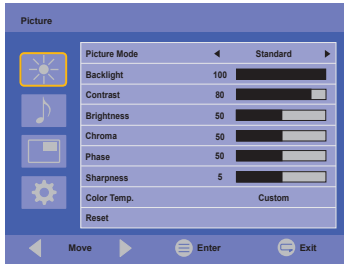 Picture
Picture Mode Standard
Backlight 100
Contrast 80
Brightness 50
Chroma 50
Phase 50
Sharpness 5
Color Temp. Custom
Reset
Move Enter Exit